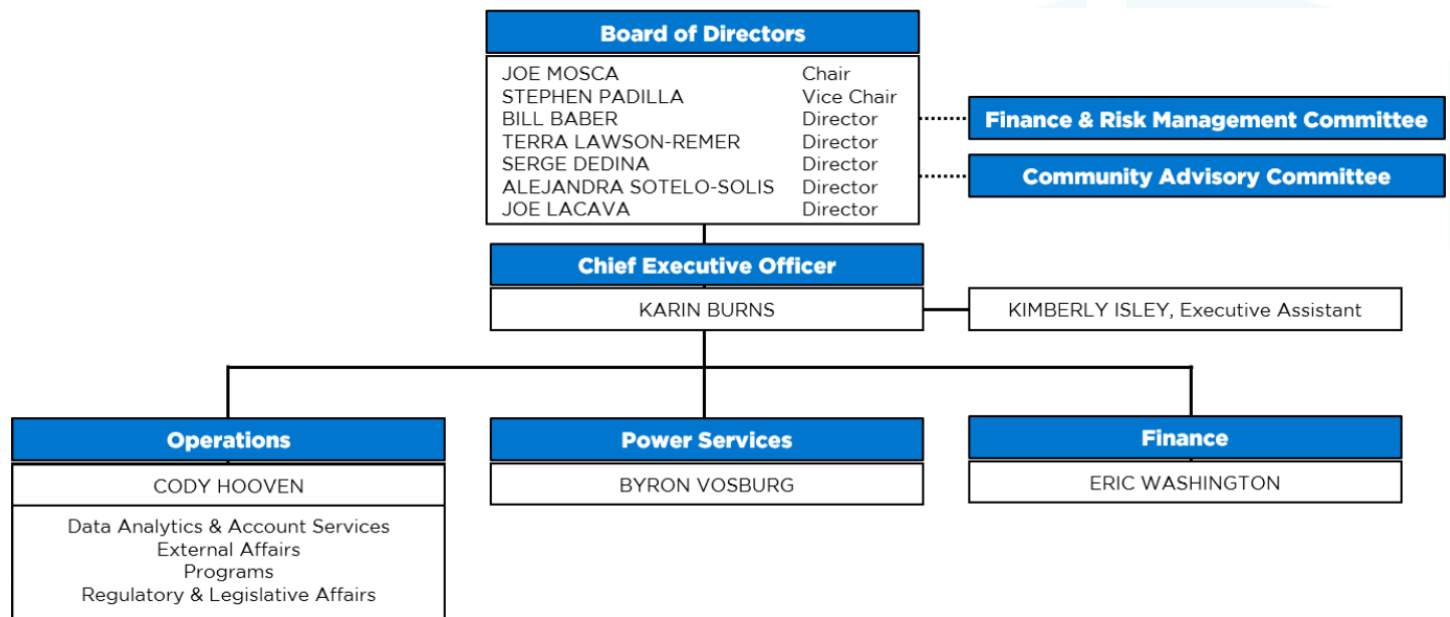 Board of Directors
JOE MOSCA Chair
STEPHEN PADILLA Vice Chair
BILL BABER Director
TERRA LAWSON-REMER Director
SERGE DEDINA Director
ALEJANDRA SOTELO-SOLIS Director
JOE LACAVA Director
Finance & Risk Management Committee
Community Advisory Committee
Chief Executive Officer
KARIN BURNS
KIMBERLY ISLEY, Executive Assistant
Operations
CODY HOOVEN
Data Analytics & Account Services
External Affairs
Programs
Regulatory & Legislative Affairs
Power Services
BYRON VOSBURG
Finance
ERIC WASHINGTON